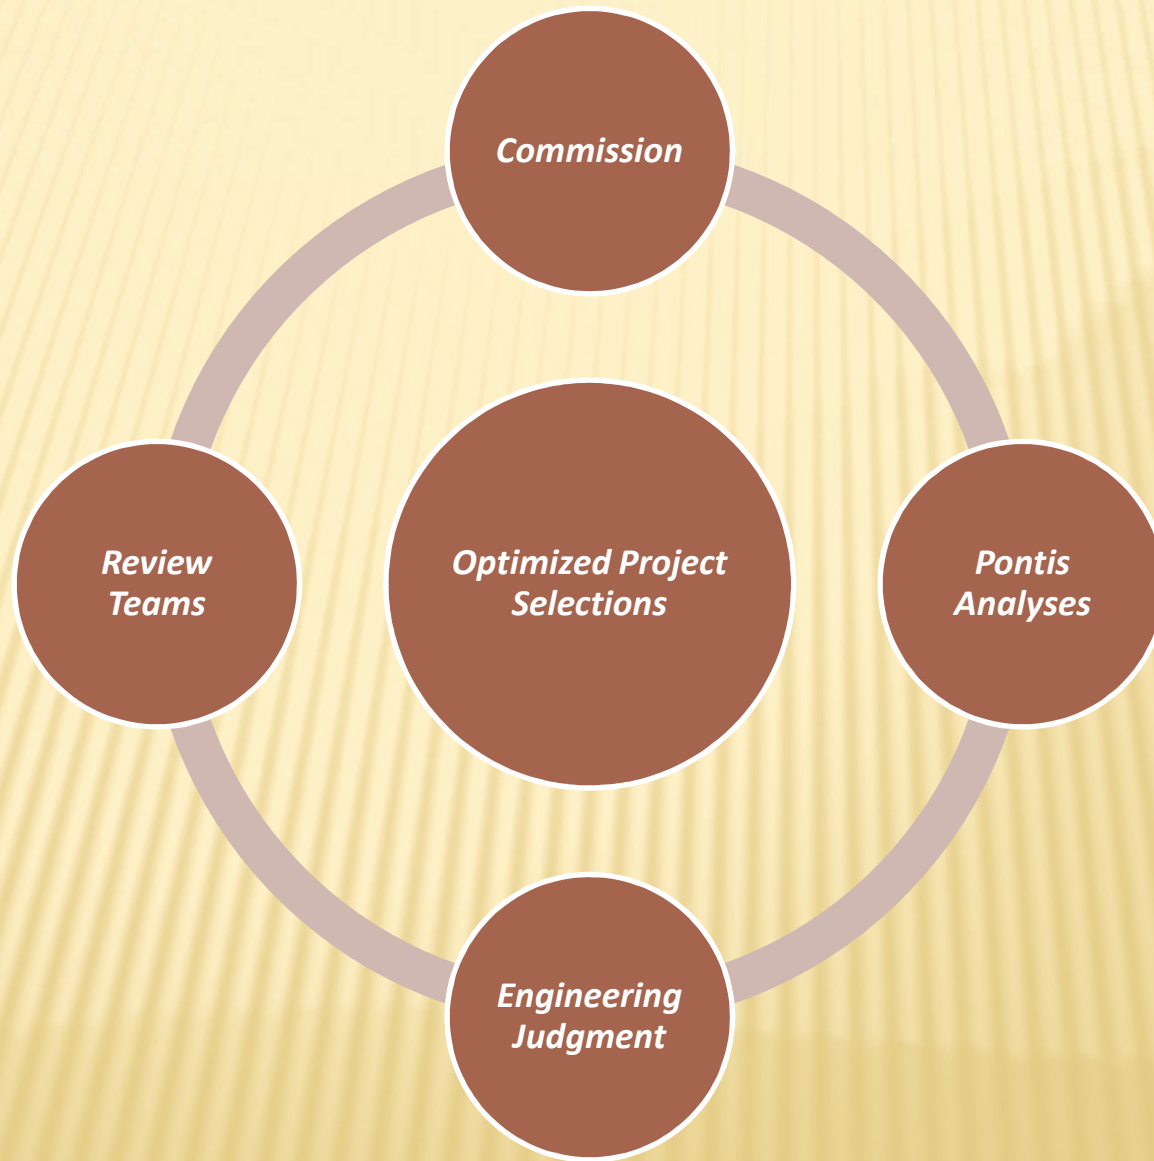 Commission
Review
Teams
Optimized Project
Selections
Pontis
Analyses
Engineering
Judgment